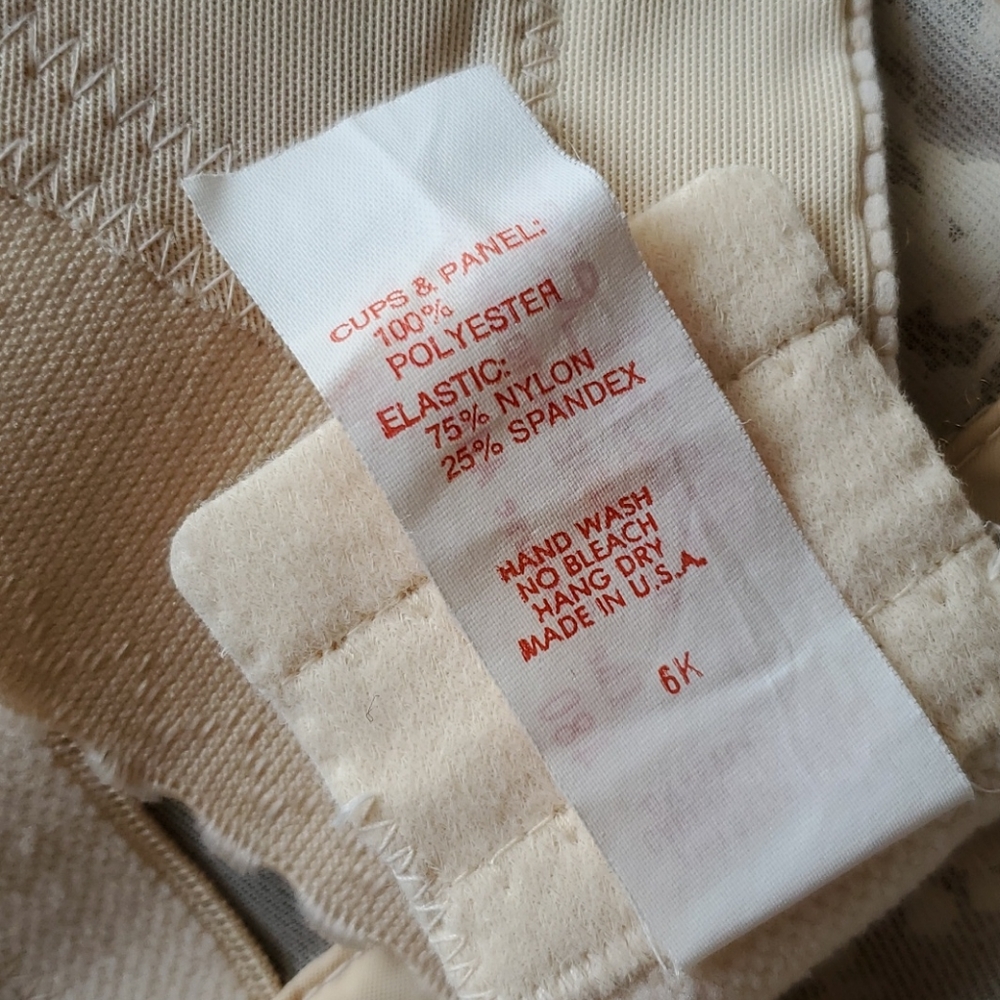 CUPS & PANEL:
100%
POLYESTER
ELASTIC:
75% NYLON
25% SPANDEX
HAND WASH
NO BLEACH
HANG DRY
MADE IN U.S.A.
6K